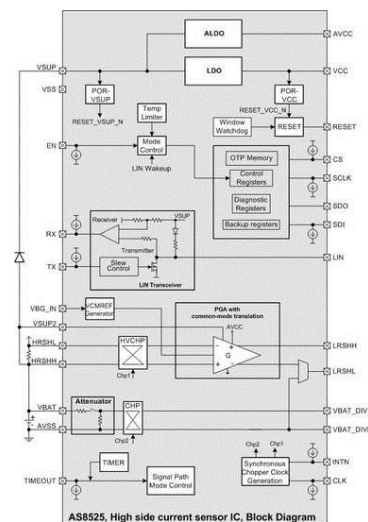 ALDO
AVCC
VSUP
LDO
VCC
VSS
POR-
VSUP
POR-
VCC
RESET_VSUP_N
RESET_VCC_N
Temp
Limiter
Window
Watchdog
RESET
RESET
EN
Mode
Control
LIN Wakeup
OTP Memory
CS
Control
Registers
SCLK
Diagnostic
Registers
SDO
Backup registers
SDI
RX
Receiver
VSUP
Transmitter
TX
Slew
Control
LIN
LIN Transceiver
VBG_IN
VCMREF
Generator
PGA with
common-mode translation
VSUP2
AVCC
HRSHL
HVCHP
G
LRSHH
HRSHH
LRSHL
Chp1
VBAT
Attenuator
CHP
VBAT_DIV
AVSS
Chp2
Chp2
Chp1
TIMER
TIMEOUT
Signal Path
Mode Control
Synchronous
Chopper Clock
Generation
INTN
CLK
AS8525, High side current sensor IC, Block Diagram